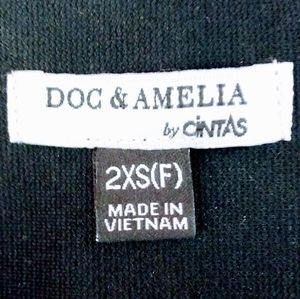 DOC & AMELIA
by CINTAS
2XS(F)
MADE IN
VIETNAM